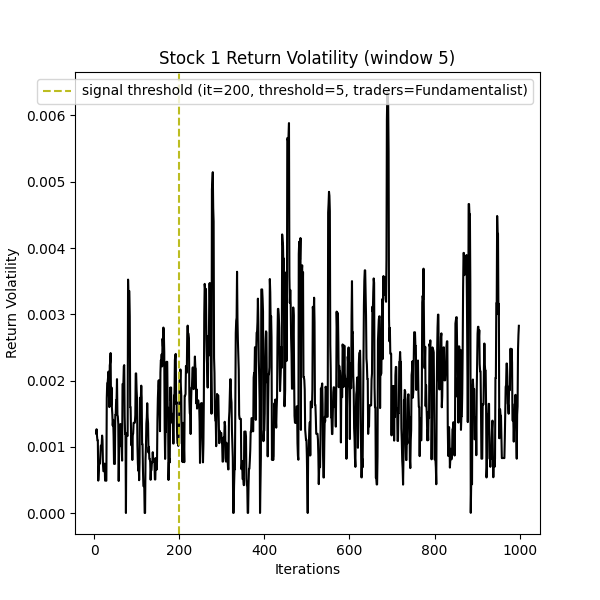 Stock 1 Return Volatility (window 5)
signal threshold (it=200, threshold=5, traders=Fundamentalist)
Return Volatility
0.006
0.005
0.004
0.003
0.002
0.001
0.000
0 200 400 600 800 1000
Iterations